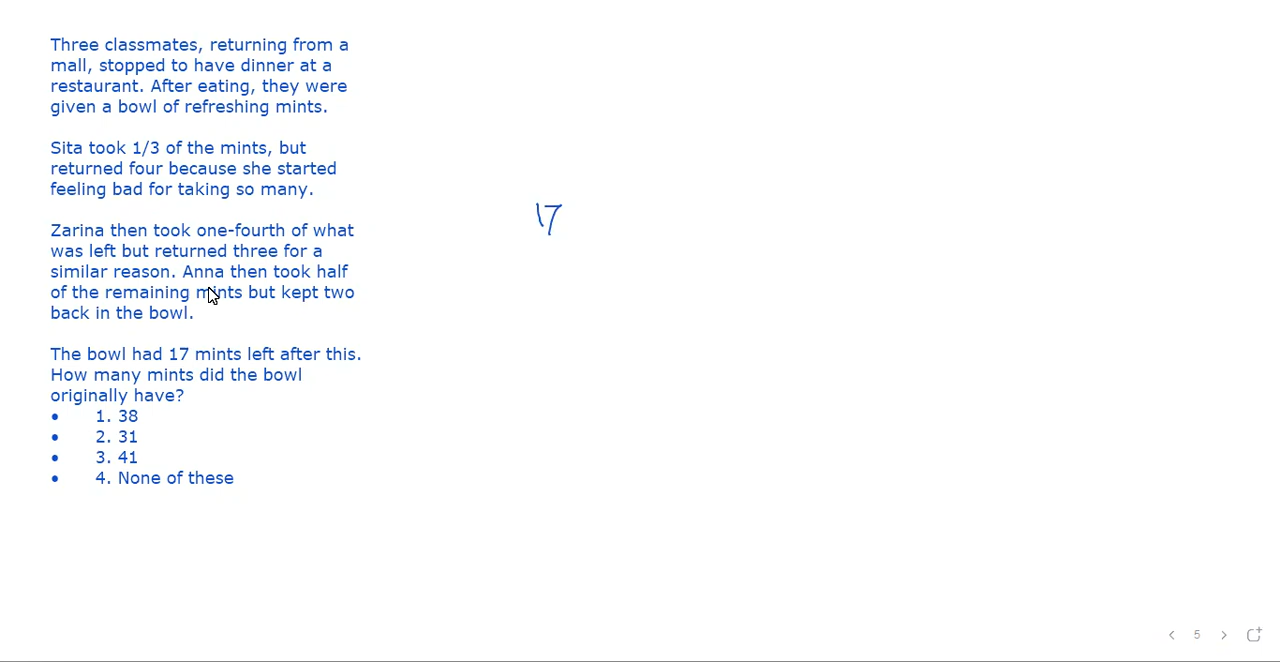 Three classmates, returning from a
mall, stopped to have dinner at a
restaurant. After eating, they were
given a bowl of refreshing mints.
Sita took 1/3 of the mints, but
returned four because she started
feeling bad for taking so many.
Zarina then took one-fourth of what
was left but returned three for a
similar reason. Anna then took half
of the remaining mints but kept two
back in the bowl.
The bowl had 17 mints left after this.
How many mints did the bowl
originally have?
• 1. 38
• 2. 31
• 3. 41
• 4. None of these
17
5